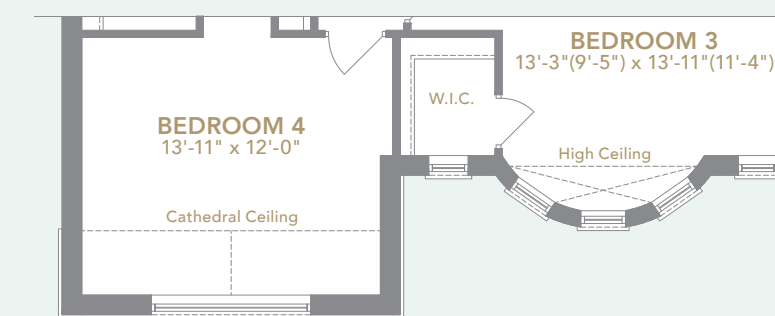 BEDROOM 3
13'-3"(9'-5") x 13'-11"(11'-4")
W.I.C.
BEDROOM 4
13'-11" x 12'-0"
High Ceiling
Cathedral Ceiling